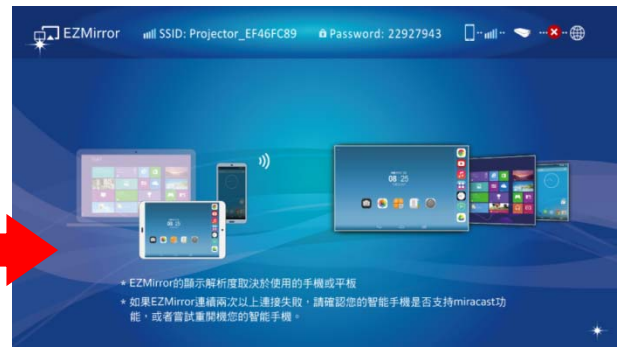 EZMirror SSID: Projector_EF46FC89 Password: 22927943
08 25
* EZMirror的顯示解析度取決於使用的手機或平板
* 如果EZMirror連續兩次以上連接失敗，請確認您的智能手機是否支持miracast功
能，或者嘗試重開機您的智能手機。